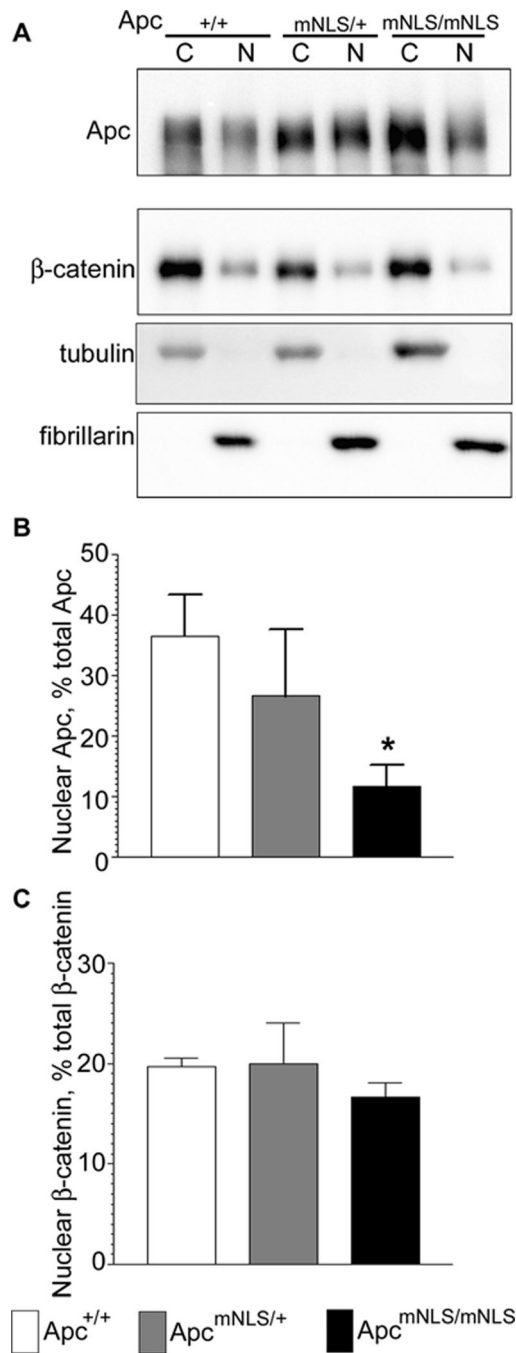 A
Apc +/+ mNLS/+ mNLS/mNLS
C N C N C N
Apc
β-catenin
tubulin
fibrillarin
B
Nuclear Apc, % total Apc
50
40
30
20
10
0
*
C
Nuclear β-catenin, % total β-catenin
30
20
10
0
Apc+/+ ApcmNLS/+ ApcmNLS/mNLS